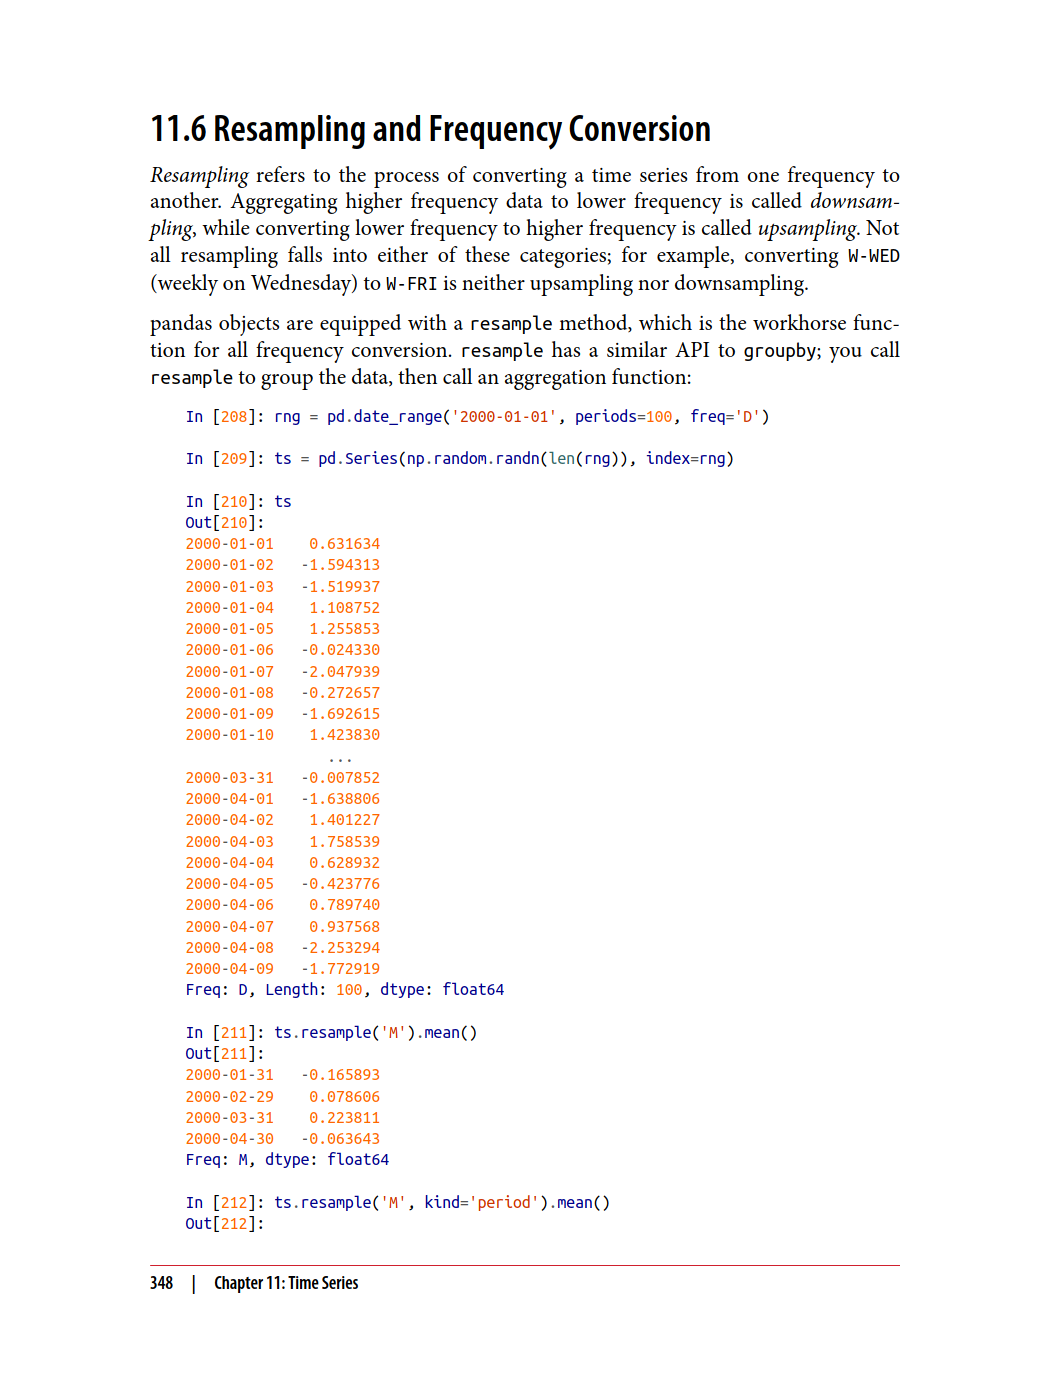 11.6 Resampling and Frequency Conversion
Resampling refers to the process of converting a time series from one frequency to
another. Aggregating higher frequency data to lower frequency is called downsam-
pling, while converting lower frequency to higher frequency is called upsampling. Not
all resampling falls into either of these categories; for example, converting W-WED
(weekly on Wednesday) to W-FRI is neither upsampling nor downsampling.
pandas objects are equipped with a resample method, which is the workhorse func-
tion for all frequency conversion. resample has a similar API to groupby; you call
resample to group the data, then call an aggregation function:
In [208]: rng = pd.date_range('2000-01-01', periods=100, freq='D')
In [209]: ts = pd.Series(np.random.randn(len(rng)), index=rng)
In [210]: ts
Out[210]:
2000-01-01    0.631634
2000-01-02   -1.594313
2000-01-03   -1.519937
2000-01-04    1.108752
2000-01-05    1.255853
2000-01-06   -0.024330
2000-01-07   -2.047939
2000-01-08   -0.272657
2000-01-09   -1.692615
2000-01-10    1.423830
...
2000-03-31   -0.007852
2000-04-01   -1.638806
2000-04-02    1.401227
2000-04-03    1.758539
2000-04-04    0.628932
2000-04-05   -0.423776
2000-04-06    0.789740
2000-04-07    0.937568
2000-04-08   -2.253294
2000-04-09   -1.772919
Freq: D, Length: 100, dtype: float64
In [211]: ts.resample('M').mean()
Out[211]:
2000-01-31   -0.165893
2000-02-29    0.078606
2000-03-31    0.223811
2000-04-30   -0.063643
Freq: M, dtype: float64
In [212]: ts.resample('M', kind='period').mean()
Out[212]:
348 | Chapter 11: Time Series